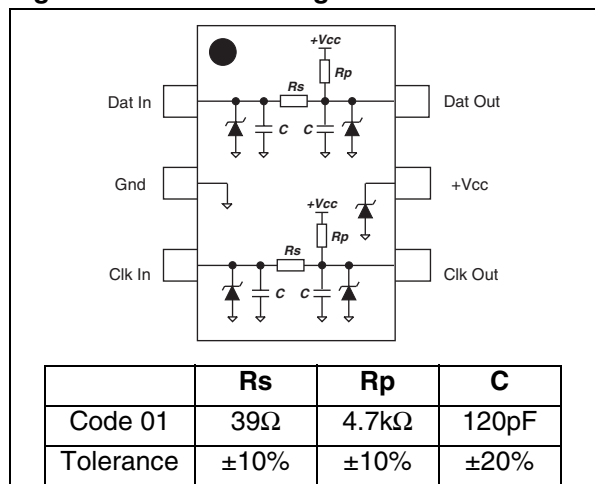 +Vcc
Rp
Rs
Dat In
Dat Out
C C
Gnd
+Vcc
+Vcc
Rp
Rs
Clk In
Clk Out
C C
Rs Rp C
Code 01 39Ω 4.7kΩ 120pF
Tolerance ±10% ±10% ±20%